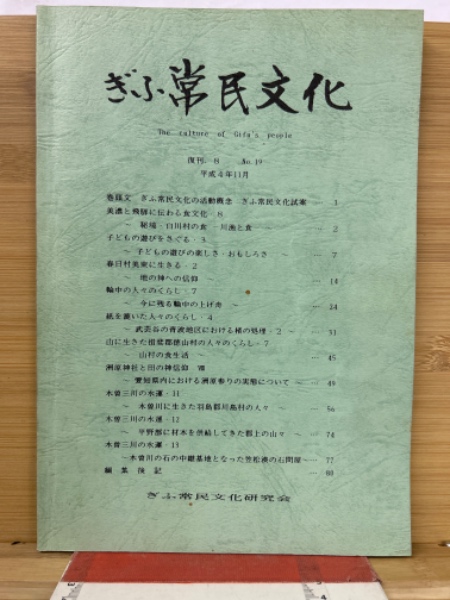 ぎふ常民文化
The culture of Gifu's people
復刊 8 No.19
平成4年11月
巻頭文 ぎふ常民文化の活動概念 ぎふ常民文化試案 … 1
美濃と飛騨に伝わる食文化 8
～ 秘境・白川村の食 川漁と食 … 2
子どもの遊びをさぐる・3
～ 子どもの遊びの楽しさ・おもしろさ ～ … 7
春日村美束に生きる・2
～ 地の神への信仰 ～ … 14
輪中の人々のくらし・7
～ 今に残る輪中の上げ舟 ～ … 24
紙を漉いた人々のくらし・4
～ 武芸谷の青波地区における楮の処理・2 ～ … 33
山に生きた揖斐郡徳山村の人々のくらし・7
～ 山村の食生活 ～ … 45
洲原神社と田の神信仰 Ⅷ
～ 愛知県内における洲原参りの実態について ～ … 49
木曽三川の水運・11
～ 木曽川に生きた羽島郡川島村の人々 ～ 56
木曽三川の水運・12
～ 平野部に材木を供給してきた郡上の山々 ～ … 74
木曽三川の水運・13
～木曽川の石の中継基地となった笠松湊の石問屋～… 77
編集後記 … 80
ぎふ常民文化研究会